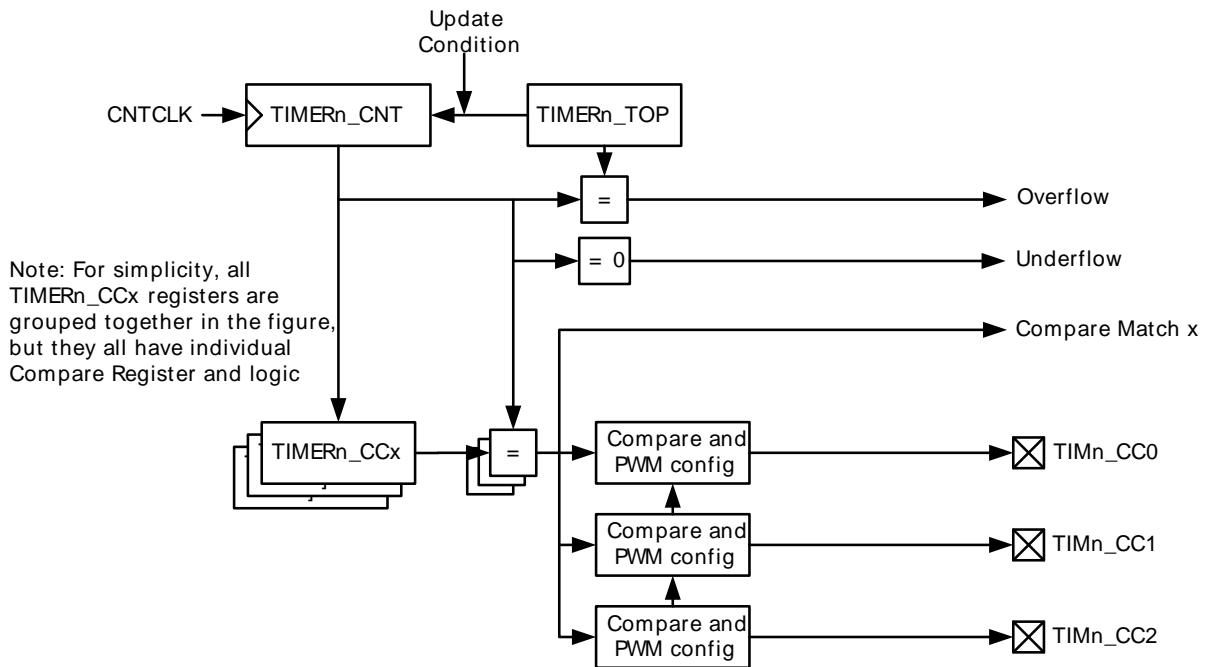 Update
Condition
CNTCLK
TIMERn_CNT
TIMERn_TOP
=
Overflow
= 0
Underflow
Note: For simplicity, all
TIMERn_CCx registers are
grouped together in the figure,
but they all have individual
Compare Register and logic
Compare Match x
TIMERn_CCx
=
Compare and
PWM config
TIMn_CC0
Compare and
PWM config
TIMn_CC1
Compare and
PWM config
TIMn_CC2